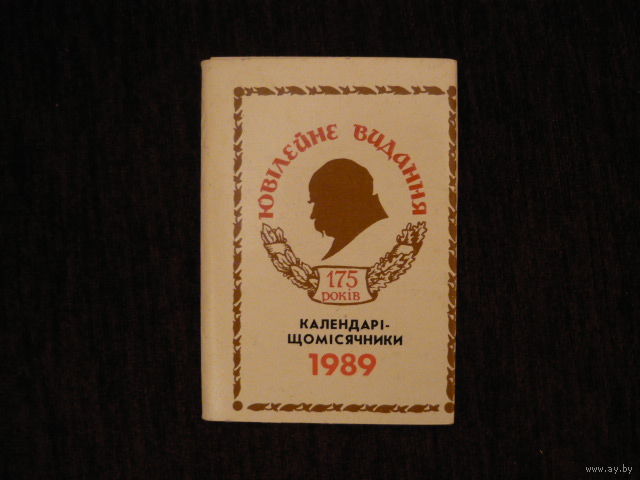 ЮВІЛЕЙНЕ ВИДАННЯ
175
РОКІВ
КАЛЕНДАРІ-
ЩОМІСЯЧНИКИ
1989
www.ay.by